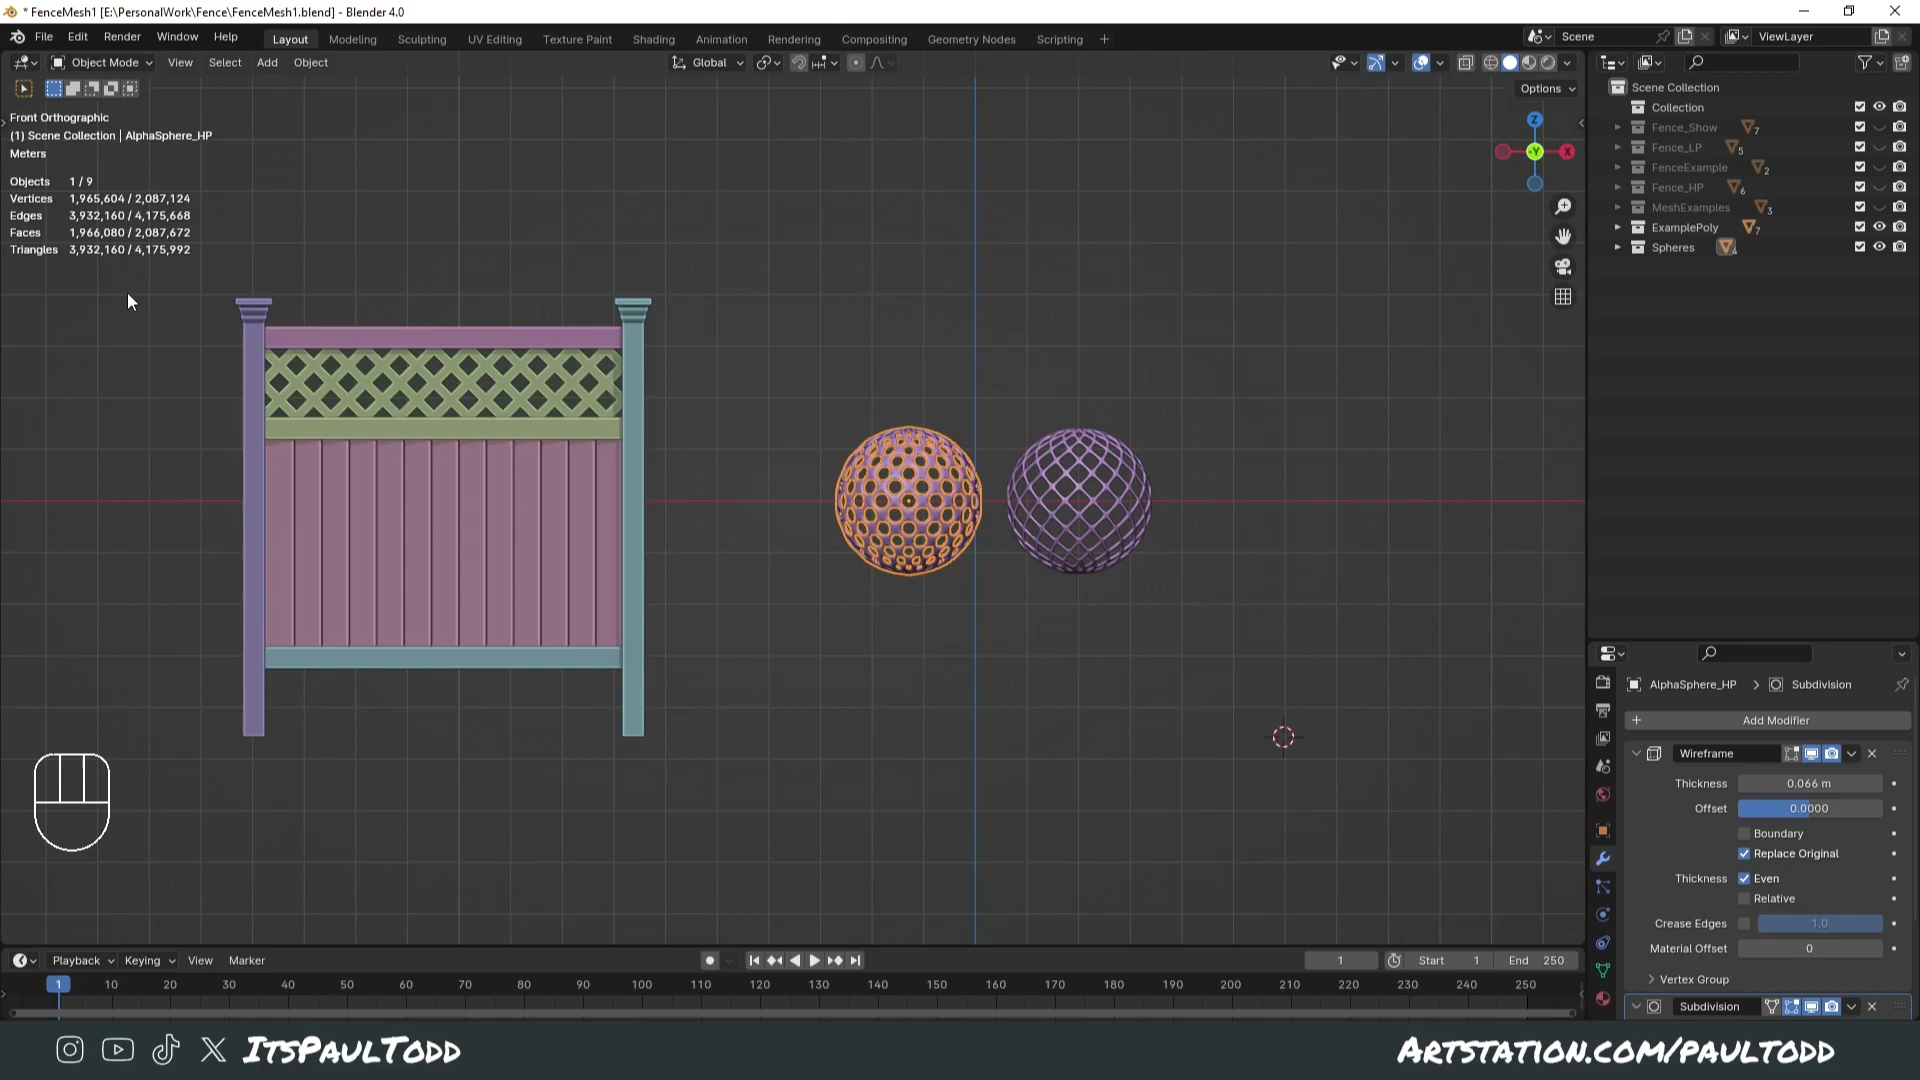 * FenceMesh1 [E:\PersonalWork\Fence\FenceMesh1.blend] - Blender 4.0
File Edit Render Window Help Layout Modeling Sculpting UV Editing Texture Paint Shading Animation Rendering Compositing Geometry Nodes Scripting + Scene ViewLayer
Object Mode View Select Add Object Global
Options
Front Orthographic
(1) Scene Collection | AlphaSphere_HP
Meters
Objects 1 / 9
Vertices 1,965,604 / 2,087,124
Edges 3,932,160 / 4,175,668
Faces 1,966,080 / 2,087,672
Triangles 3,932,160 / 4,175,992
Z
-Y
X
Scene Collection
Collection
Fence_Show 7
Fence_LP 5
FenceExample 2
Fence_HP 6
MeshExamples 3
ExamplePoly 7
Spheres
AlphaSphere_HP > Subdivision
+ Add Modifier
Wireframe
Thickness 0.066 m
Offset 0.0000
Boundary
Replace Original
Thickness Even
Relative
Crease Edges 1.0
Material Offset 0
Vertex Group
Subdivision
Playback Keying View Marker 1 Start 1 End 250
1 10 20 30 40 50 60 70 80 90 100 110 120 130 140 150 160 170 180 190 200 210 220 230 240 250
ItsPaulTodd
Artstation.com/paultodd